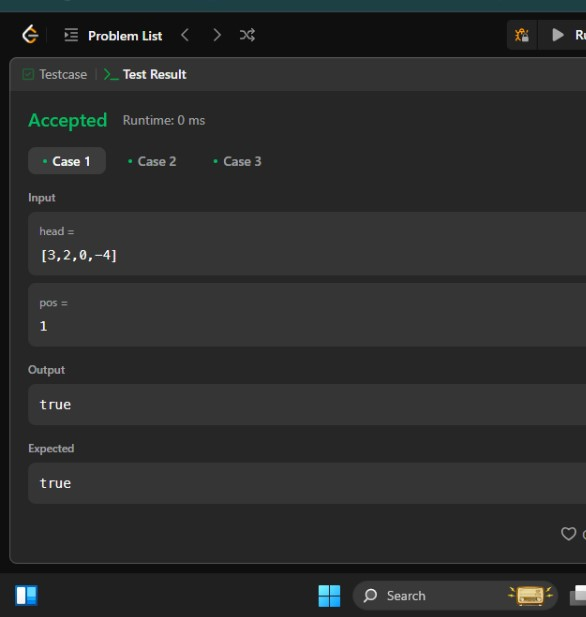 Problem List
Testcase
Test Result
Accepted Runtime: 0 ms
Case 1 Case 2 Case 3
Input
head =
[3,2,0,-4]
pos =
1
Output
true
Expected
true
Search